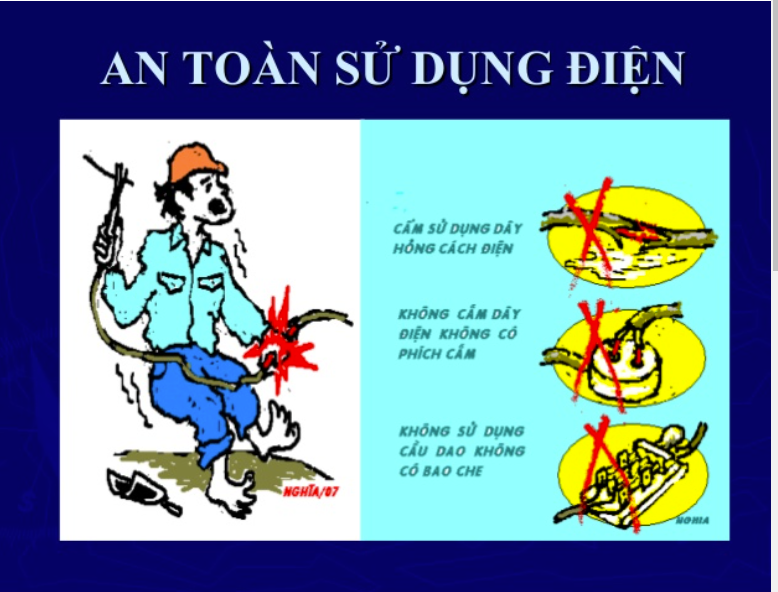 AN TOÀN SỬ DỤNG ĐIỆN
CẤM SỬ DỤNG DÂY
HỎNG CÁCH ĐIỆN
KHÔNG CẮM DÂY
ĐIỆN KHÔNG CÓ
PHÍCH CẮM
KHÔNG SỬ DỤNG
CẦU DAO KHÔNG
CÓ BAO CHE
NGHĨA/07
NGHIA